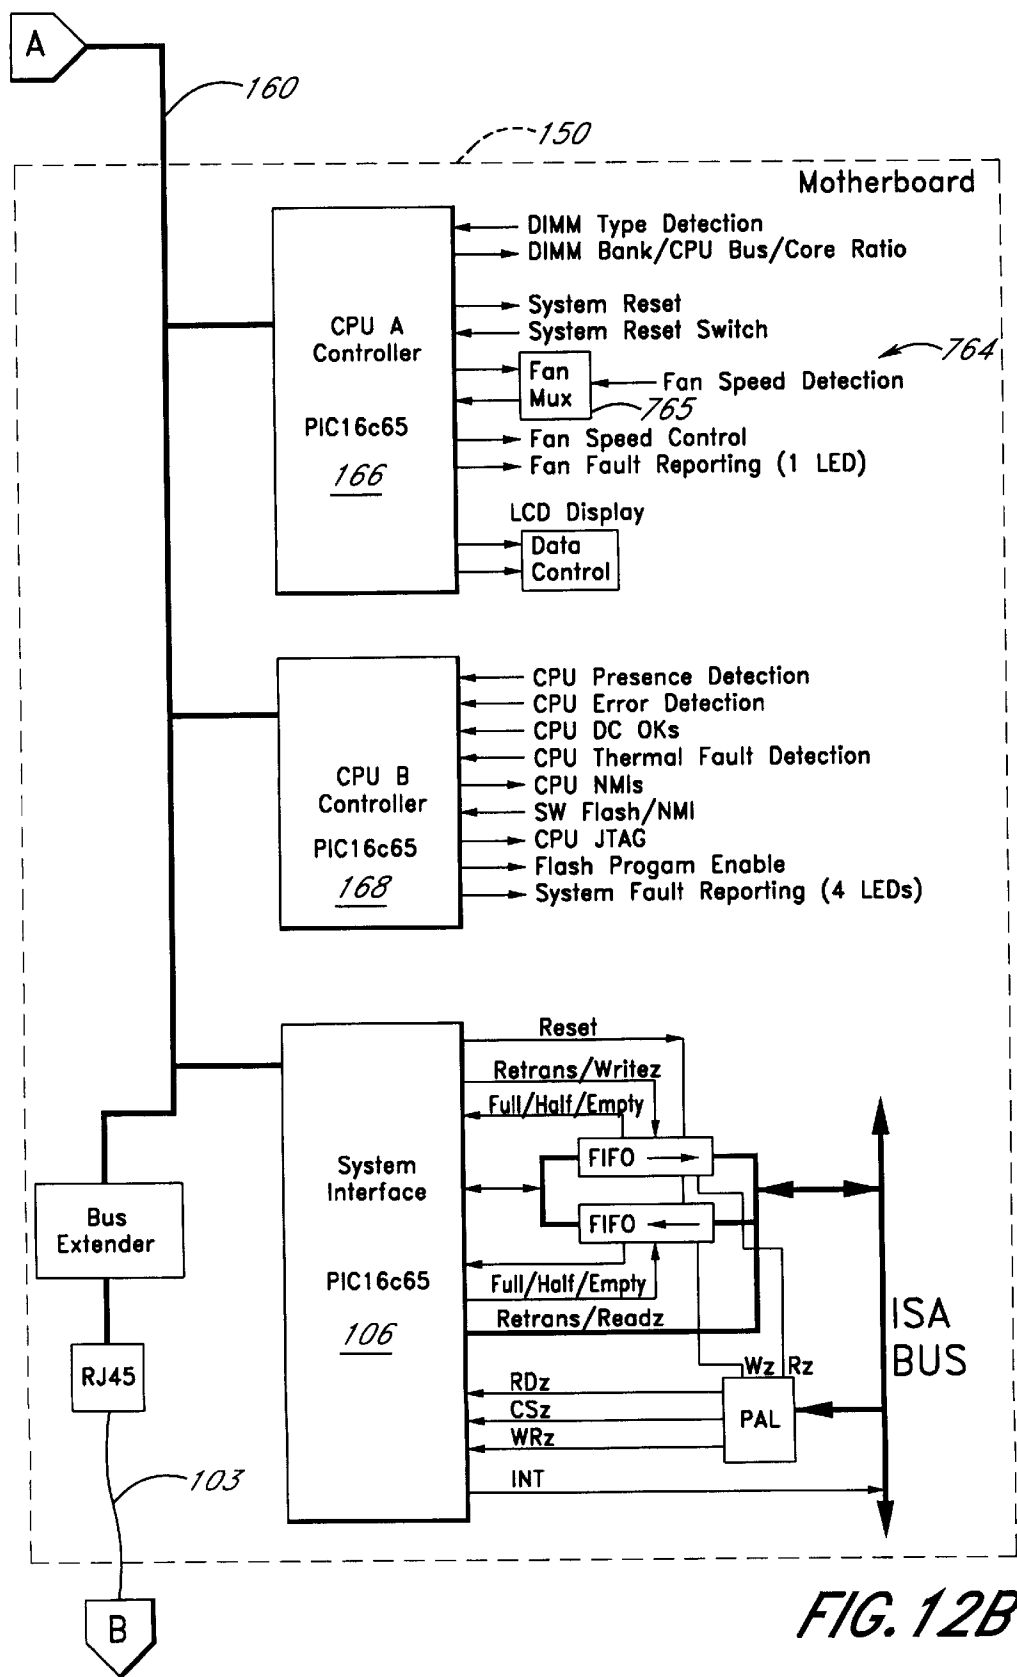 A
160
150
Motherboard
CPU A
Controller
PIC16c65
166
DIMM Type Detection
DIMM Bank/CPU Bus/Core Ratio
System Reset
System Reset Switch
764
Fan
Mux
Fan Speed Detection
765
Fan Speed Control
Fan Fault Reporting (1 LED)
LCD Display
Data
Control
CPU B
Controller
PIC16c65
168
CPU Presence Detection
CPU Error Detection
CPU DC OKs
CPU Thermal Fault Detection
CPU NMIs
SW Flash/NMI
CPU JTAG
Flash Progam Enable
System Fault Reporting (4 LEDs)
System
Interface
PIC16c65
106
Reset
Retrans/Writez
Full/Half/Empty
FIFO
FIFO
Full/Half/Empty
Retrans/Readz
Wz Rz
RDz
CSz
WRz
PAL
INT
ISA
BUS
Bus
Extender
RJ45
103
B
FIG. 12B